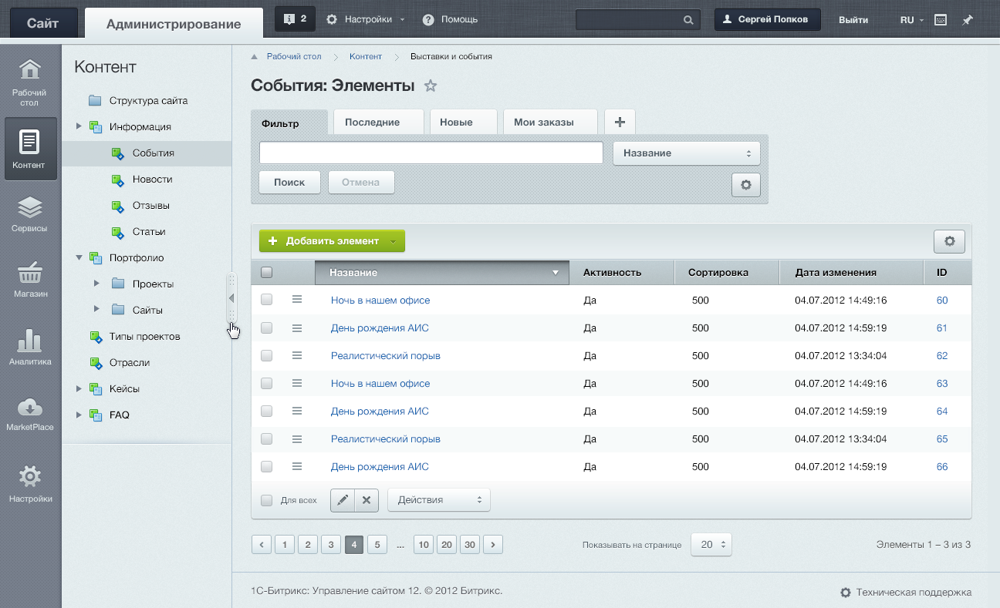 Сайт
Администрирование
2
Настройки
Помощь
Сергей Попков
Выйти
RU
Рабочий стол
Контент
Сервисы
Магазин
Аналитика
MarketPlace
Настройки
Контент
Структура сайта
Информация
События
Новости
Отзывы
Статьи
Портфолио
Проекты
Сайты
Типы проектов
Отрасли
Кейсы
FAQ
Рабочий стол Контент Выставки и события
События: Элементы
Фильтр Последние Новые Мои заказы +
Название
Поиск Отмена
+ Добавить элемент
Название Активность Сортировка Дата изменения ID
Ночь в нашем офисе Да 500 04.07.2012 14:49:16 60
День рождения АИС Да 500 04.07.2012 14:59:19 61
Реалистический порыв Да 500 04.07.2012 13:34:04 62
Ночь в нашем офисе Да 500 04.07.2012 14:49:16 63
День рождения АИС Да 500 04.07.2012 14:59:19 64
Реалистический порыв Да 500 04.07.2012 13:34:04 65
День рождения АИС Да 500 04.07.2012 14:59:19 66
Для всех Действия
1 2 3 4 5 ... 10 20 30 Показывать на странице 20 Элементы 1 – 3 из 3
1С-Битрикс: Управление сайтом 12. © 2012 Битрикс. Техническая поддержка